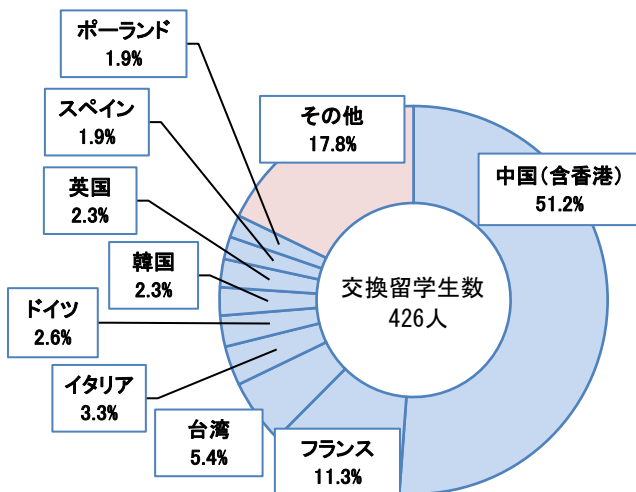 ポーランド
1.9%
スペイン
1.9%
英国
2.3%
韓国
2.3%
ドイツ
2.6%
イタリア
3.3%
台湾
5.4%
フランス
11.3%
その他
17.8%
中国（含香港）
51.2%
交換留学生数
426人